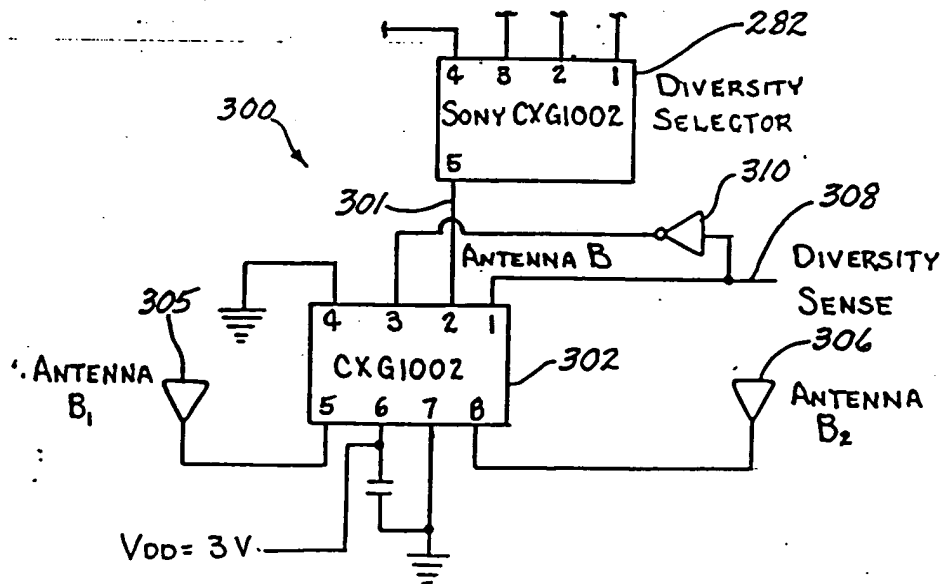 282
4 3 2 1
SONY CXG1002
5
DIVERSITY
SELECTOR
300
310
301
308
ANTENNA B
DIVERSITY
SENSE
305
4 3 2 1
CXG1002
302
306
5 6 7 8
ANTENNA
B1
ANTENNA
B2
VDD= 3V